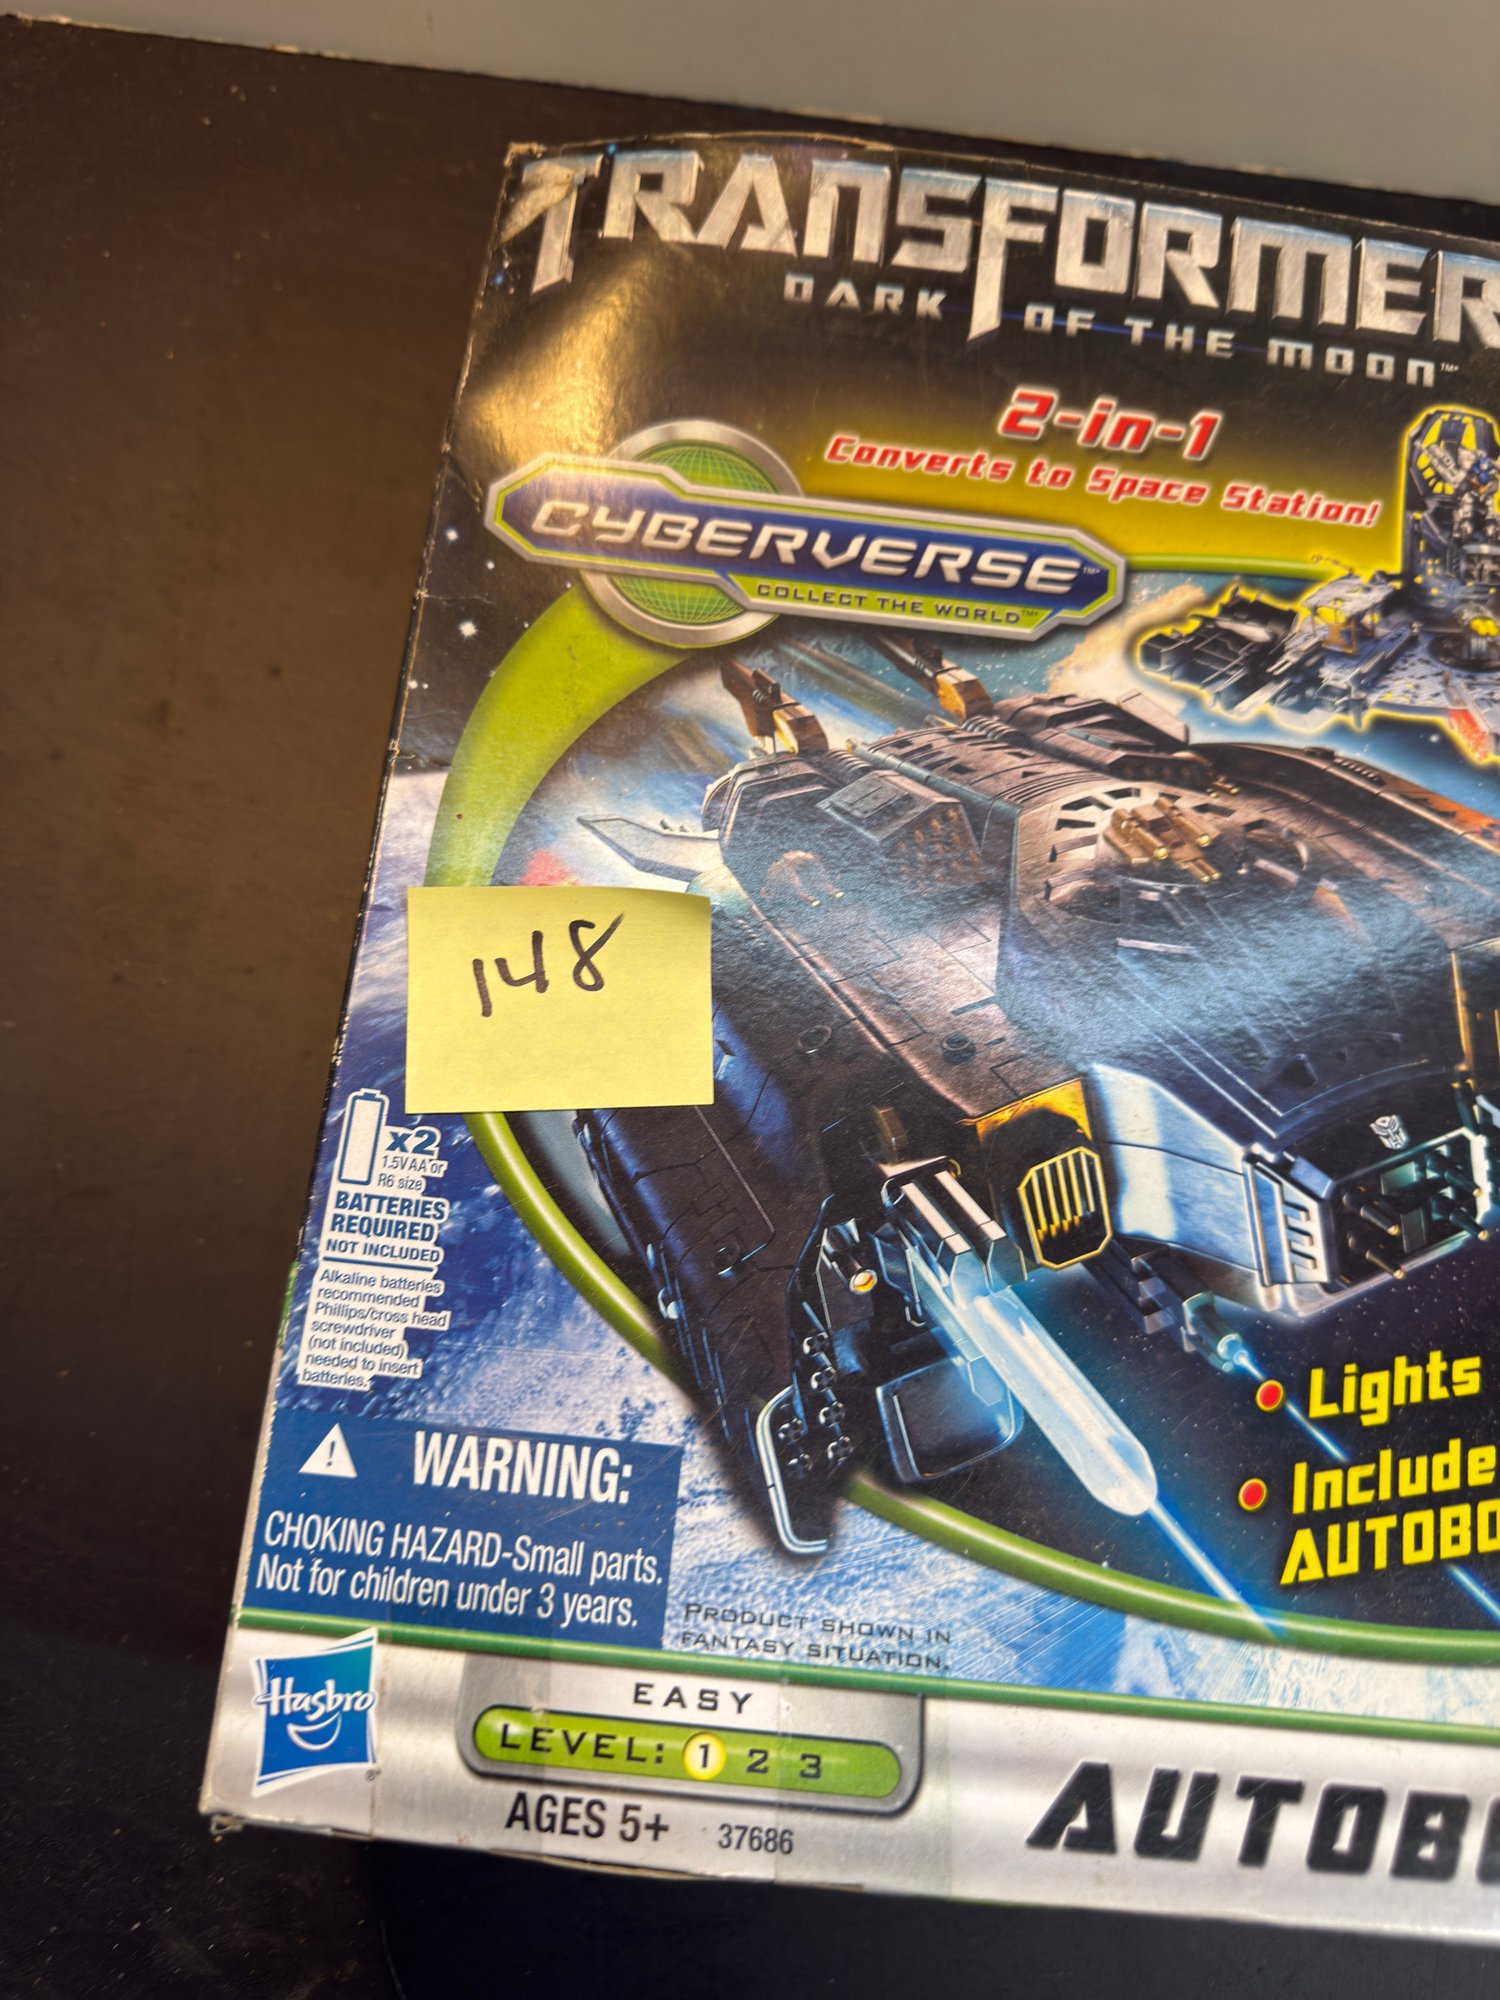 TRANSFORMER
DARK OF THE MOON™*
2-in-1
Converts to Space Station!
CYBERVERSE™*
COLLECT THE WORLD™*
148
x2
1.5V AA or
R6 size
BATTERIES
REQUIRED
NOT INCLUDED
Alkaline batteries
recommended
Phillips/cross head
screwdriver
(not included)
needed to insert
batteries.
• Lights
• Include
AUTOBO
WARNING:
CHOKING HAZARD-Small parts.
Not for children under 3 years.
PRODUCT SHOWN IN
FANTASY SITUATION.
Hasbro®
EASY
LEVEL: 1 2 3
AGES 5+ 37686
AUTOB